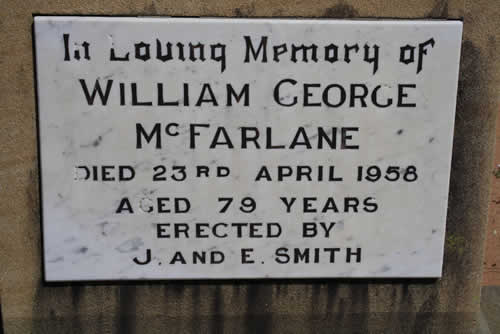 In Loving Memory of
WILLIAM GEORGE
McFARLANE
DIED 23RD APRIL 1958
AGED 79 YEARS
ERECTED BY
J. AND E. SMITH